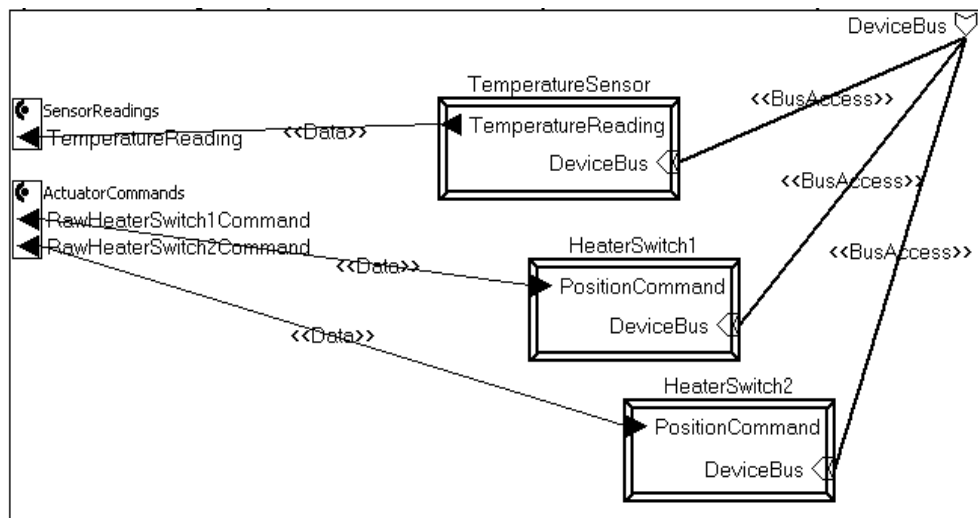 DeviceBus
TemperatureSensor
<<BusAccess>>
SensorReadings
TemperatureReading
<<Data>>
TemperatureReading
DeviceBus
<<BusAccess>>
ActuatorCommands
RawHeaterSwitch1Command
RawHeaterSwitch2Command
HeaterSwitch1
<<BusAccess>>
<<Data>>
PositionCommand
DeviceBus
<<Data>>
HeaterSwitch2
PositionCommand
DeviceBus